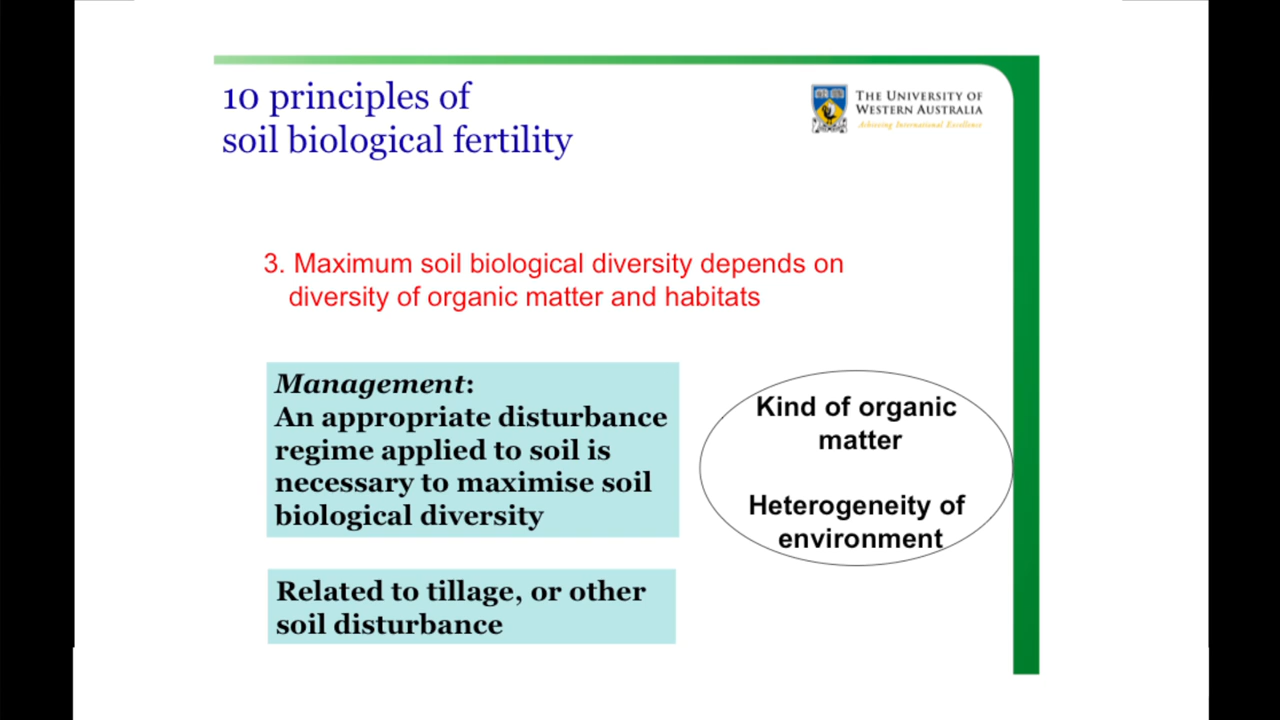 10 principles of
soil biological fertility
THE UNIVERSITY OF
WESTERN AUSTRALIA
Achieving International Excellence
3. Maximum soil biological diversity depends on
diversity of organic matter and habitats
Management:
An appropriate disturbance
regime applied to soil is
necessary to maximise soil
biological diversity
Kind of organic
matter
Heterogeneity of
environment
Related to tillage, or other
soil disturbance